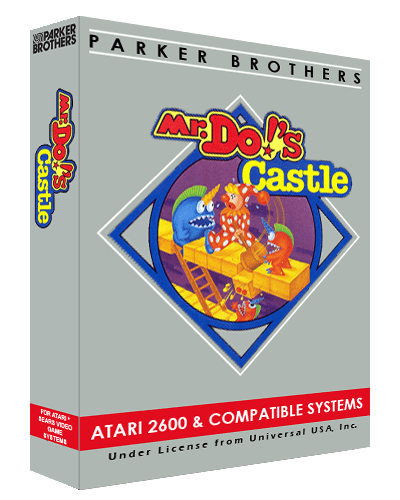 PARKER
BROTHERS
Mr. Do!'s
Castle
FOR ATARI®
SEARS VIDEO
GAME
SYSTEMS
PARKER BROTHERS
Mr. Do!'s
Castle
ATARI 2600 & COMPATIBLE SYSTEMS
Under License from Universal USA, Inc.